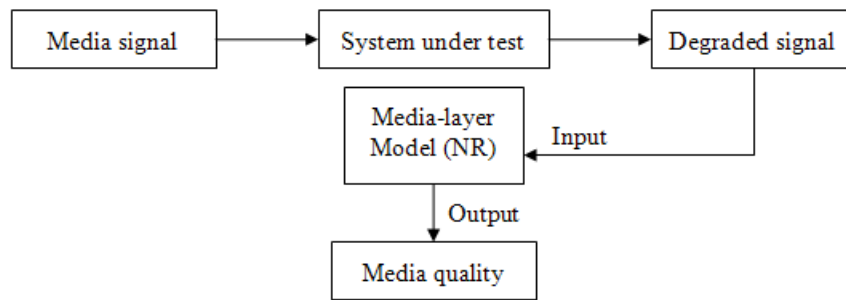 Media signal
System under test
Degraded signal
Media-layer
Model (NR)
Input
Output
Media quality